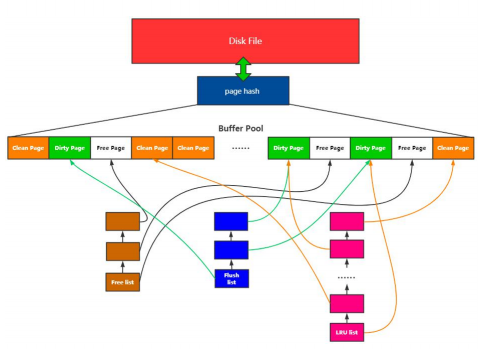 Disk File
page hash
Buffer Pool
Clean Page Dirty Page Free Page Clean Page Clean Page ...... Dirty Page Free Page Dirty Page Free Page Clean Page
Free list
Flush
list
......
LRU list